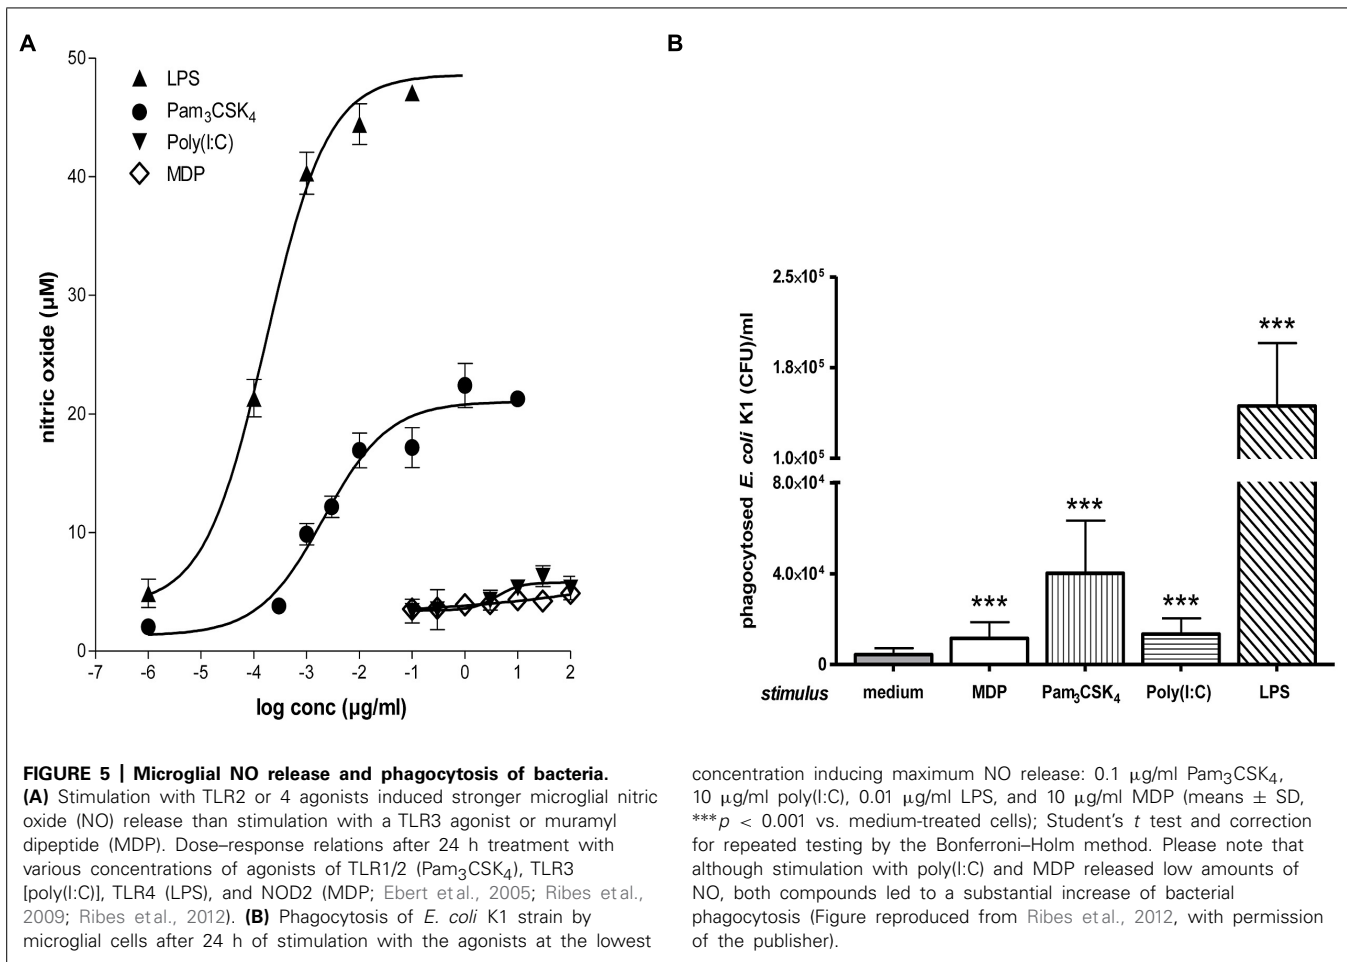 A
50
40
30
20
10
0
nitric oxide (µM)
LPS
Pam3CSK4
Poly(I:C)
MDP
-7 -6 -5 -4 -3 -2 -1 0 1 2
log conc (µg/ml)
B
phagocytosed E. coli K1 (CFU)/ml
2.5×10⁵
1.8×10⁵
1.0×10⁵
8.0×10⁴
4.0×10⁴
0
***
***
***
***
stimulus medium MDP Pam3CSK4 Poly(I:C) LPS
FIGURE 5 | Microglial NO release and phagocytosis of bacteria.
(A) Stimulation with TLR2 or 4 agonists induced stronger microglial nitric
oxide (NO) release than stimulation with a TLR3 agonist or muramyl
dipeptide (MDP). Dose–response relations after 24 h treatment with
various concentrations of agonists of TLR1/2 (Pam3CSK4), TLR3
[poly(I:C)], TLR4 (LPS), and NOD2 (MDP; Ebert et al., 2005; Ribes et al.,
2009; Ribes et al., 2012). (B) Phagocytosis of E. coli K1 strain by
microglial cells after 24 h of stimulation with the agonists at the lowest
concentration inducing maximum NO release: 0.1 µg/ml Pam3CSK4,
10 µg/ml poly(I:C), 0.01 µg/ml LPS, and 10 µg/ml MDP (means ± SD,
***p < 0.001 vs. medium-treated cells); Student's t test and correction
for repeated testing by the Bonferroni–Holm method. Please note that
although stimulation with poly(I:C) and MDP released low amounts of
NO, both compounds led to a substantial increase of bacterial
phagocytosis (Figure reproduced from Ribes et al., 2012, with permission
of the publisher).